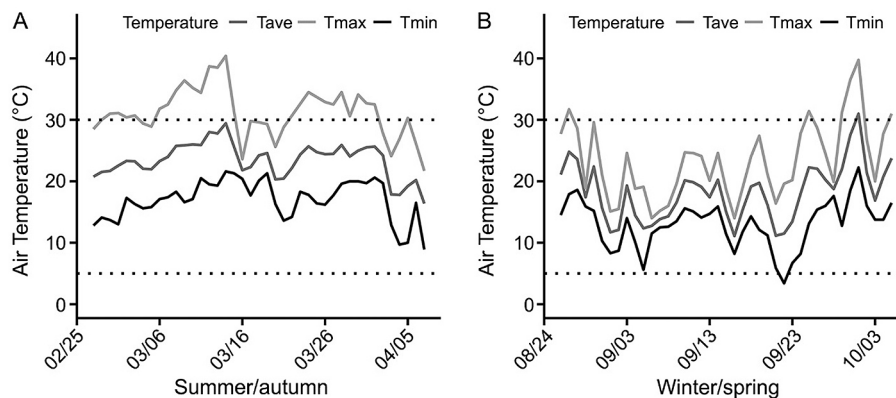 A
Temperature Tave Tmax Tmin
Air Temperature (°C)
40
30
20
10
0
02/25 03/06 03/16 03/26 04/05
Summer/autumn
B
Temperature Tave Tmax Tmin
Air Temperature (°C)
40
30
20
10
0
08/24 09/03 09/13 09/23 10/03
Winter/spring